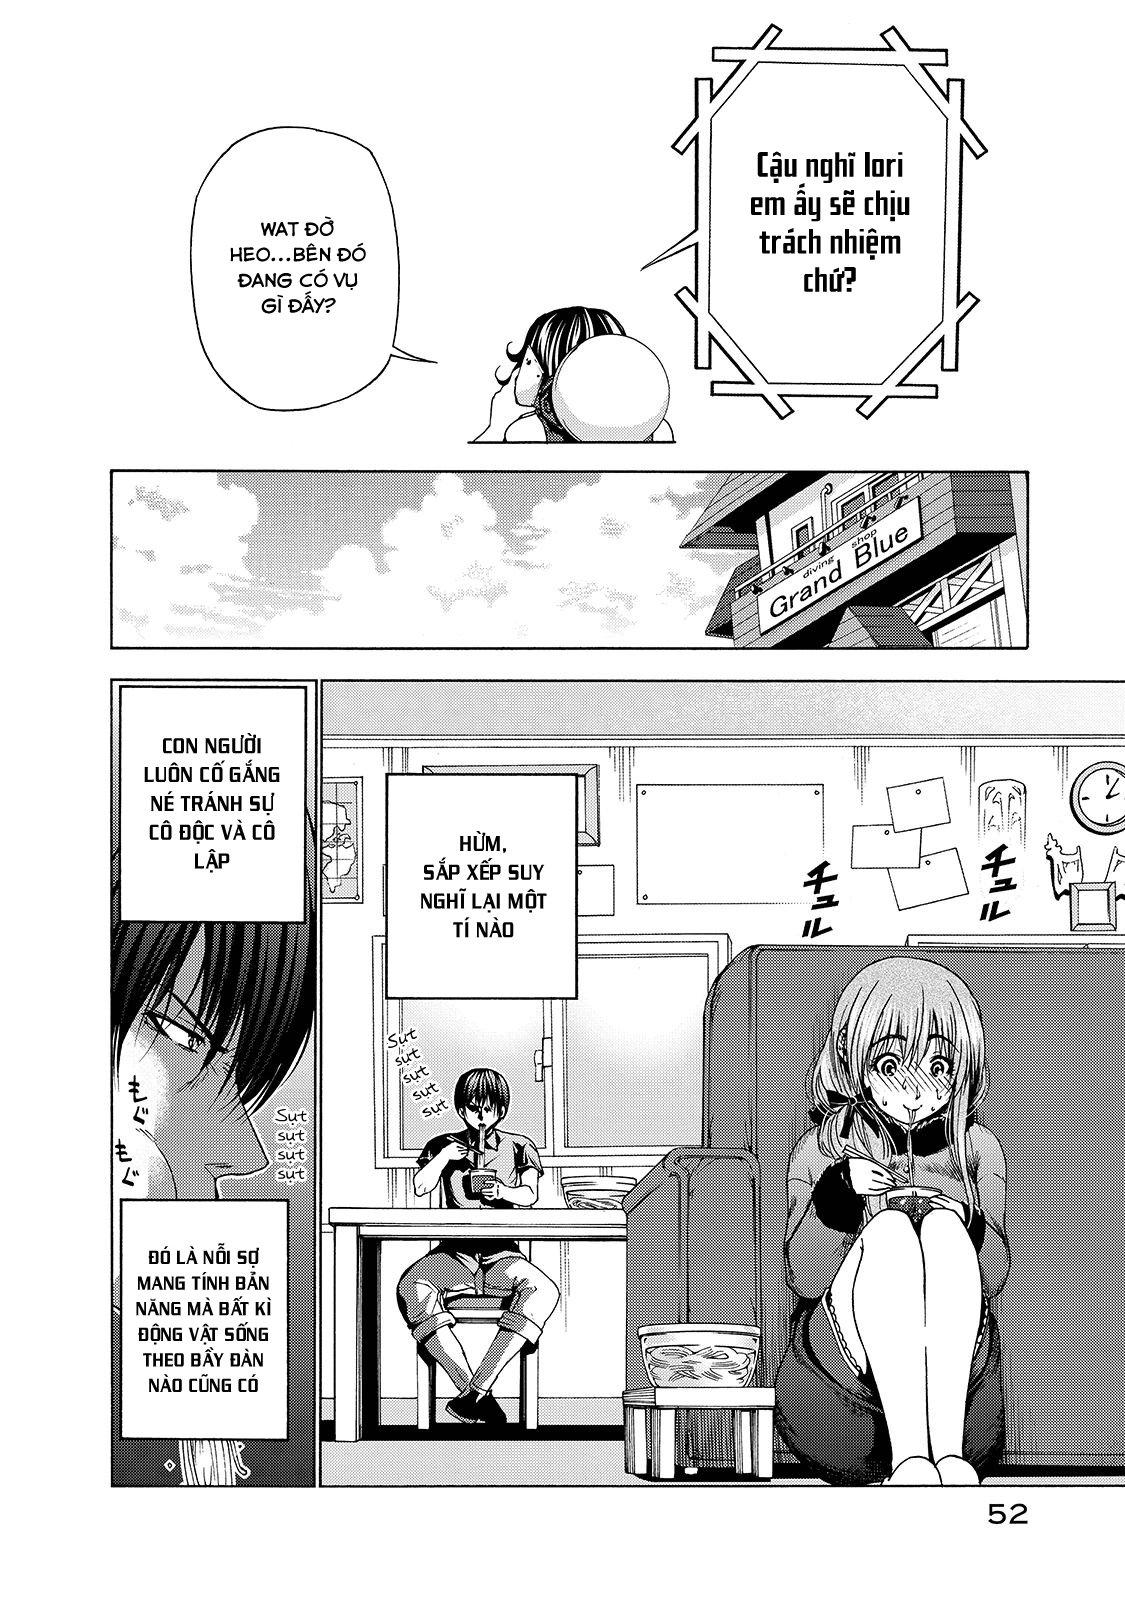 Cậu nghĩ Iori
em ấy sẽ chịu
trách nhiệm
chứ?
WAT ĐỜ
HEO...BÊN ĐÓ
ĐANG CÓ VỤ
GÌ ĐẤY?
diving shop
Grand Blue
HỪM,
SẮP XẾP SUY
NGHĨ LẠI MỘT
TÍ NÀO
チュルチュル
Sụt
sụt
sụt
sụt
sụt
CON NGƯỜI
LUÔN CỐ GẮNG
NÉ TRÁNH SỰ
CÔ ĐỘC VÀ CÔ
LẬP
もぐもぐ
Sụt
sụt
sụt
sụt
ĐÓ LÀ NỖI SỢ
MANG TÍNH BẢN
NĂNG MÀ BẤT KÌ
ĐỘNG VẬT SỐNG
THEO BẦY ĐÀN
NÀO CŨNG CÓ
52